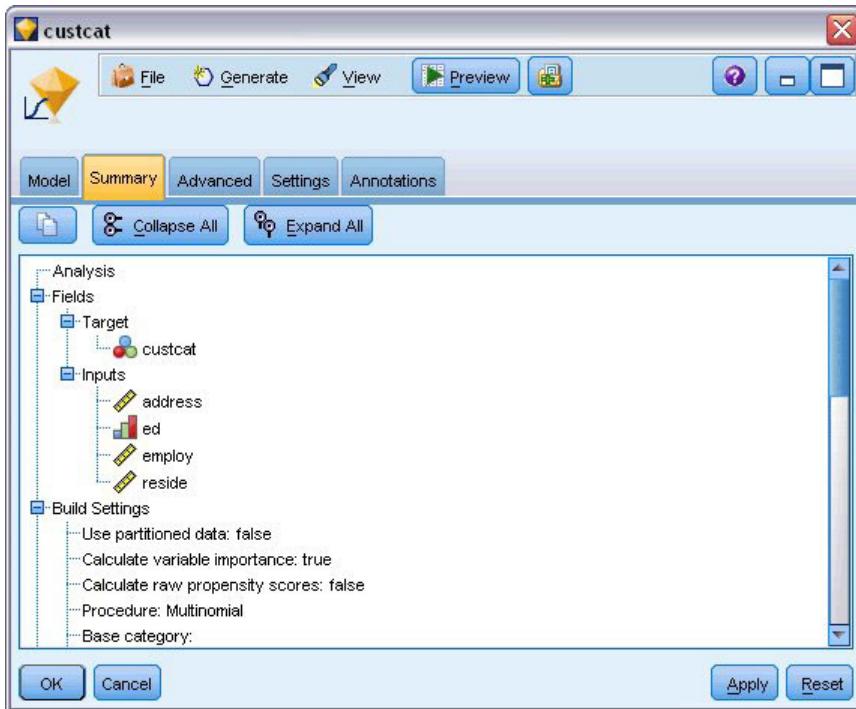 custcat
File Generate View Preview
Model Summary Advanced Settings Annotations
Collapse All Expand All
Analysis
Fields
Target
custcat
Inputs
address
ed
employ
reside
Build Settings
Use partitioned data: false
Calculate variable importance: true
Calculate raw propensity scores: false
Procedure: Multinomial
Base category:
OK Cancel Apply Reset